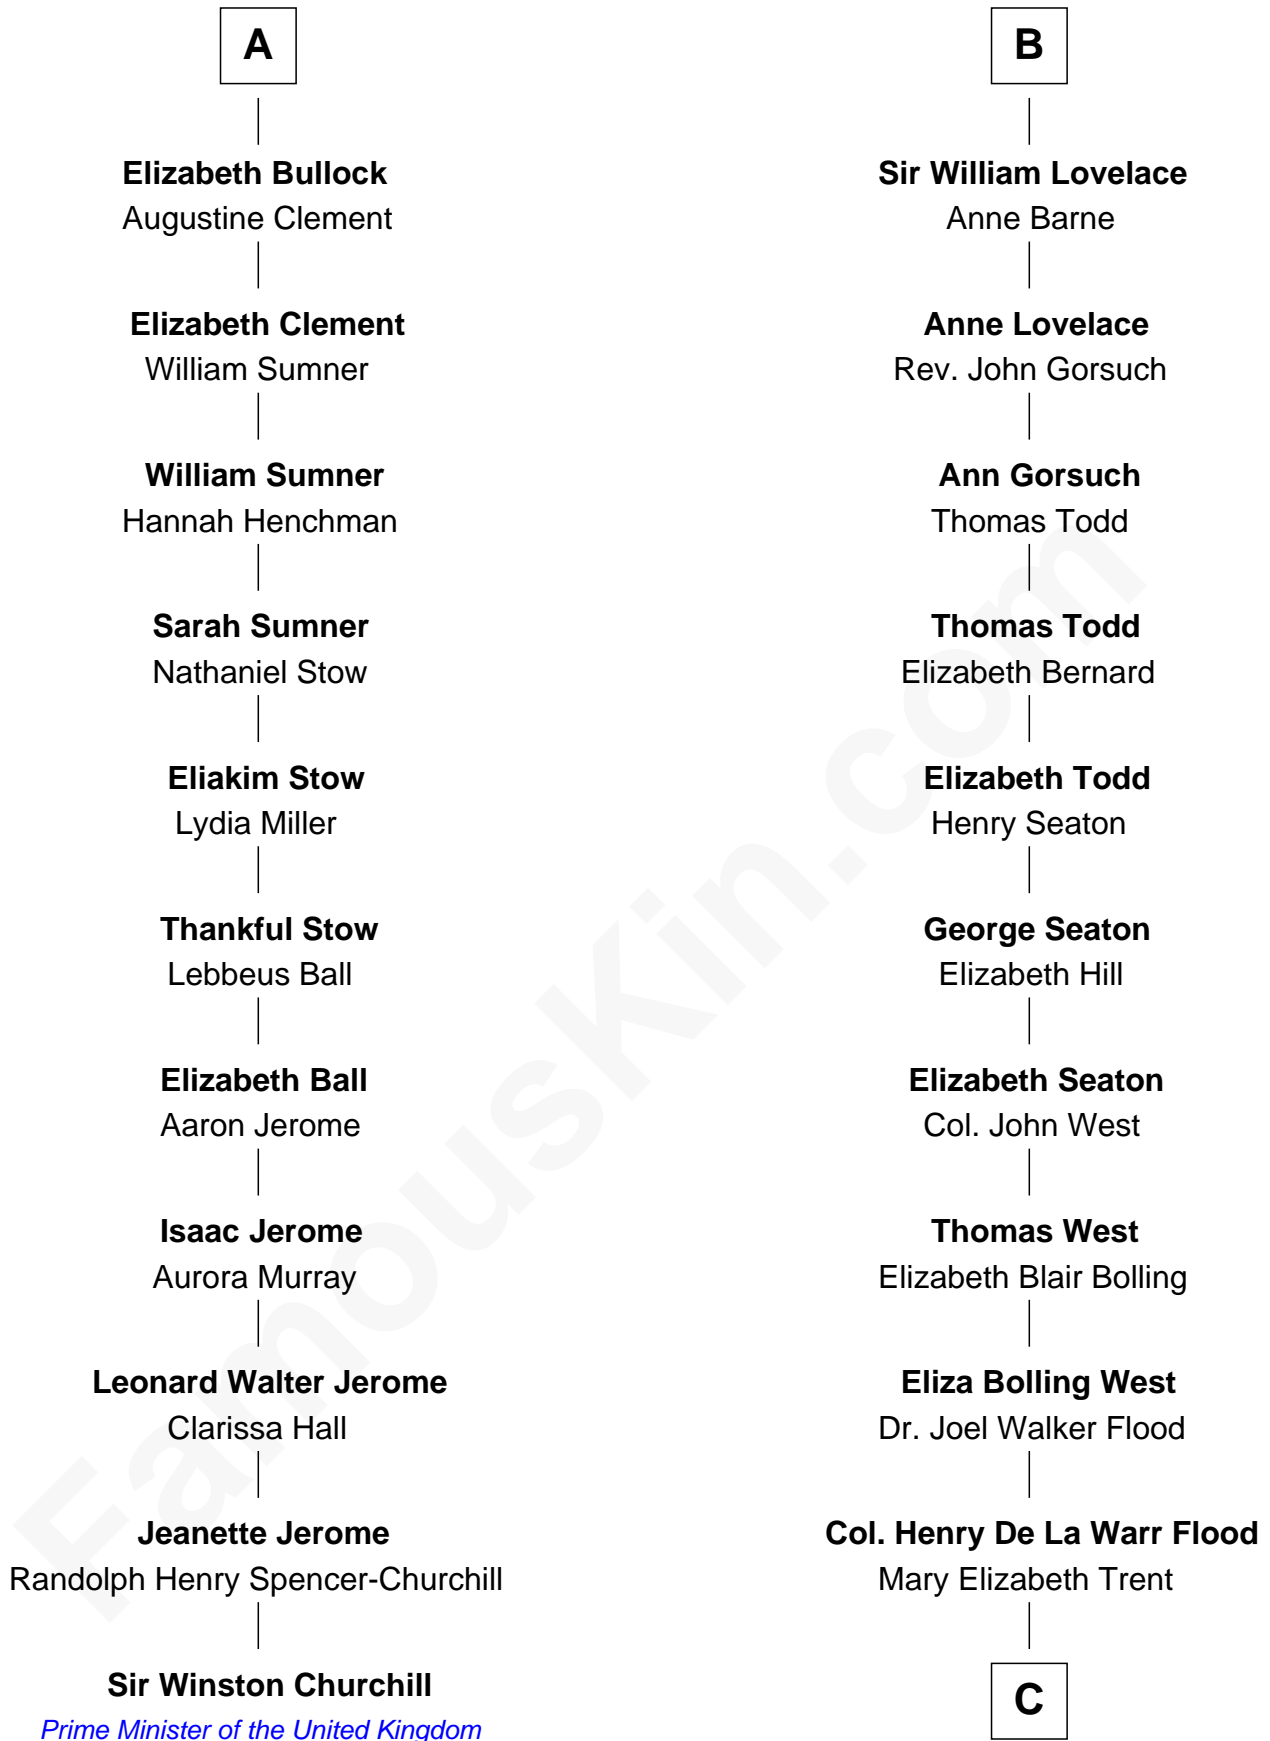 A
Elizabeth Bullock
Augustine Clement
Elizabeth Clement
William Sumner
William Sumner
Hannah Henchman
Sarah Sumner
Nathaniel Stow
Eliakim Stow
Lydia Miller
Thankful Stow
Lebbeus Ball
Elizabeth Ball
Aaron Jerome
Isaac Jerome
Aurora Murray
Leonard Walter Jerome
Clarissa Hall
Jeanette Jerome
Randolph Henry Spencer-Churchill
Sir Winston Churchill
Prime Minister of the United Kingdom
B
Sir William Lovelace
Anne Barne
Anne Lovelace
Rev. John Gorsuch
Ann Gorsuch
Thomas Todd
Thomas Todd
Elizabeth Bernard
Elizabeth Todd
Henry Seaton
George Seaton
Elizabeth Hill
Elizabeth Seaton
Col. John West
Thomas West
Elizabeth Blair Bolling
Eliza Bolling West
Dr. Joel Walker Flood
Col. Henry De La Warr Flood
Mary Elizabeth Trent
C
FamousKin.com